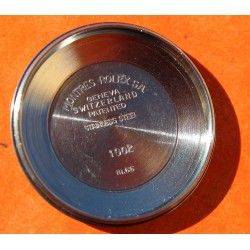 MONTRES ROLEX S.A.
GENEVA
SWITZERLAND
PATENTED
STAINLESS STEEL
1002